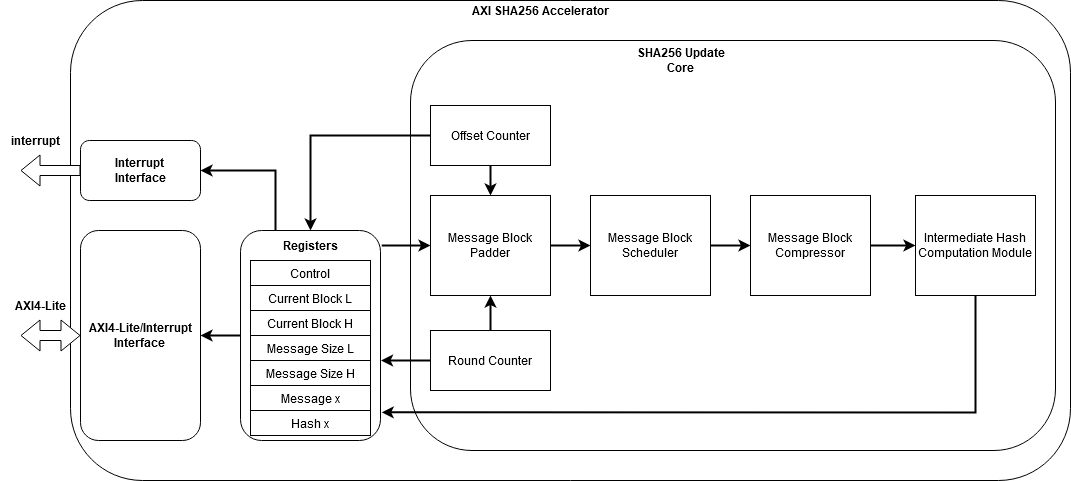 AXI SHA256 Accelerator
SHA256 Update
Core
interrupt
Interrupt
Interface
Offset Counter
Registers
Control
Current Block L
Current Block H
Message Size L
Message Size H
Message x
Hash x
AXI4-Lite
AXI4-Lite/Interrupt
Interface
Message Block
Padder
Message Block
Scheduler
Message Block
Compressor
Intermediate Hash
Computation Module
Round Counter